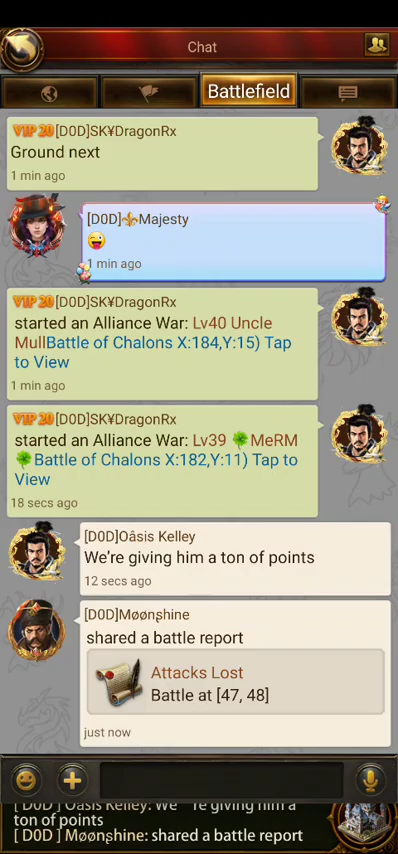 Chat
Battlefield
VIP 20 [D0D]SK¥DragonRx
Ground next
1 min ago
[D0D]⚜Majesty
😜
1 min ago
VIP 20 [D0D]SK¥DragonRx
started an Alliance War: Lv40 Uncle
MullBattle of Chalons X:184,Y:15) Tap
to View
1 min ago
VIP 20 [D0D]SK¥DragonRx
started an Alliance War: Lv39 🍀MeRM
🍀Battle of Chalons X:182,Y:11) Tap to
View
18 secs ago
[D0D]Oâsis Kelley
We're giving him a ton of points
12 secs ago
[D0D]Møønshine
shared a battle report
Attacks Lost
Battle at [47, 48]
just now
[ D0D ] Oâsis Kelley: We   re giving him a
ton of points
[ D0D ] Møønshine: shared a battle report